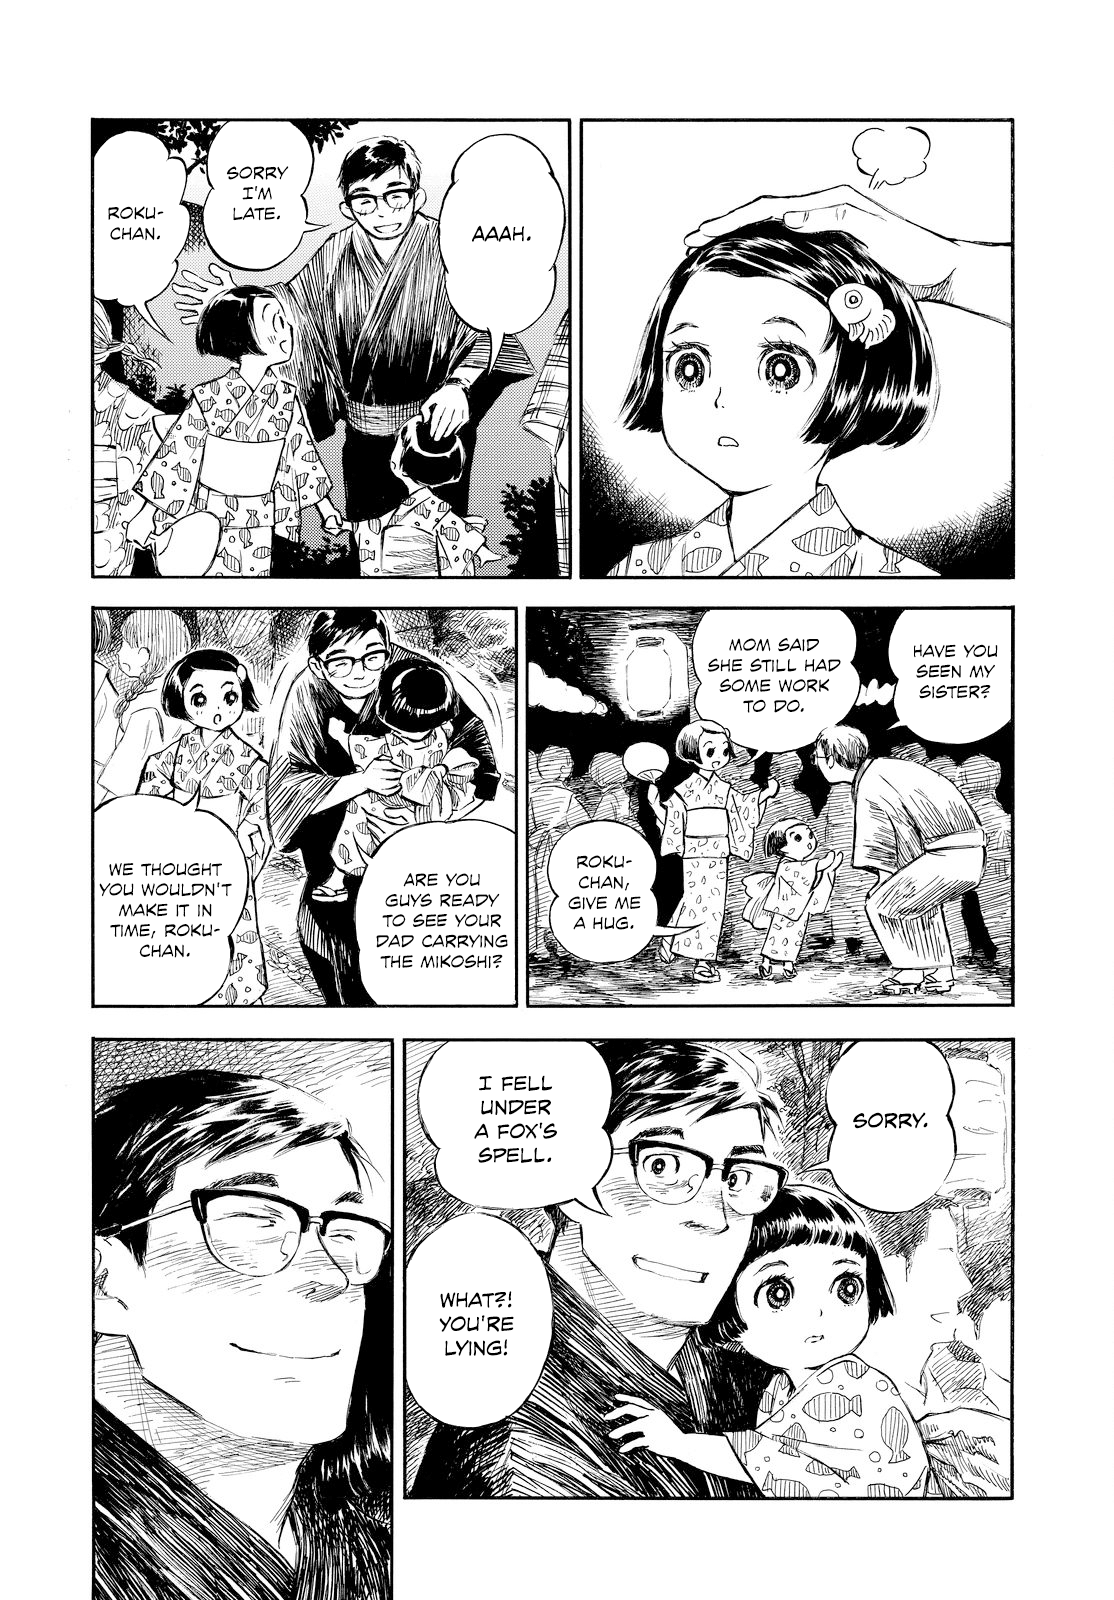 AAAH.
SORRY
I'M
LATE.
ROKU-
CHAN.
HAVE YOU
SEEN MY
SISTER?
MOM SAID
SHE STILL HAD
SOME WORK
TO DO.
ROKU-
CHAN,
GIVE ME
A HUG.
ARE YOU
GUYS READY
TO SEE YOUR
DAD CARRYING
THE MIKOSHI?
WE THOUGHT
YOU WOULDN'T
MAKE IT IN
TIME, ROKU-
CHAN.
SORRY.
I FELL
UNDER
A FOX'S
SPELL.
WHAT?!
YOU'RE
LYING!